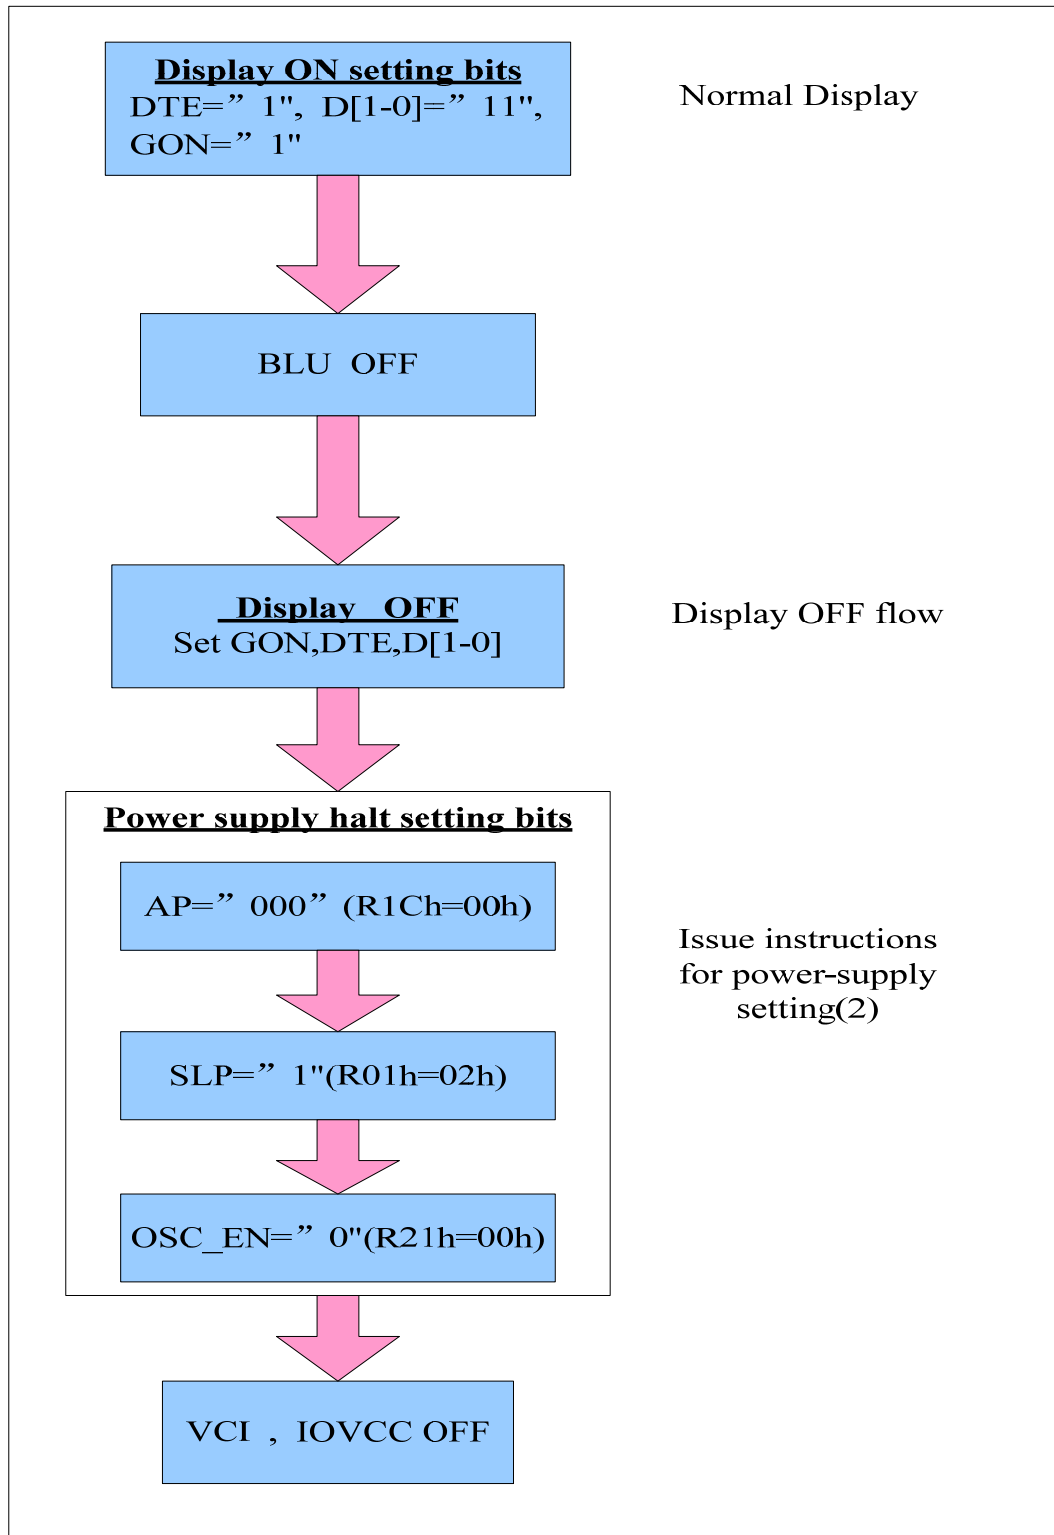 Display ON setting bits
DTE=” 1", D[1-0]=” 11",
GON=” 1"
Normal Display
BLU OFF
Display OFF
Set GON,DTE,D[1-0]
Display OFF flow
Power supply halt setting bits
AP=” 000” (R1Ch=00h)
SLP=” 1"(R01h=02h)
OSC_EN=” 0"(R21h=00h)
Issue instructions
for power-supply
setting(2)
VCI , IOVCC OFF